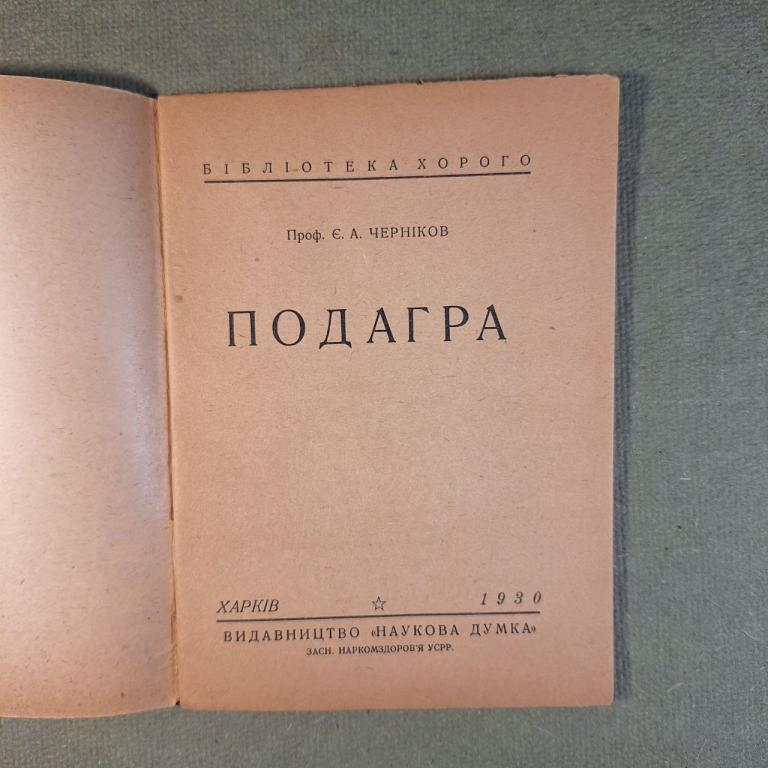 БІБЛІОТЕКА ХОРОГО
Проф. Є. А. ЧЕРНІКОВ
ПОДАГРА
ХАРКІВ ☆ 1930
ВИДАВНИЦТВО «НАУКОВА ДУМКА»
ЗАСН. НАРКОМЗДОРОВ'Я УСРР.